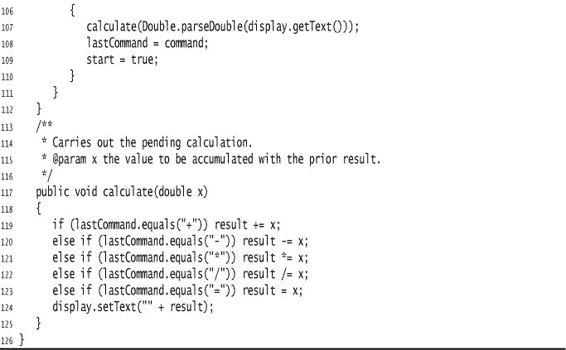 106 {
107 calculate(Double.parseDouble(display.getText()));
108 lastCommand = command;
109 start = true;
110 }
111 }
112 }
113 /**
114 * Carries out the pending calculation.
115 * @param x the value to be accumulated with the prior result.
116 */
117 public void calculate(double x)
118 {
119 if (lastCommand.equals("+")) result += x;
120 else if (lastCommand.equals("-")) result -= x;
121 else if (lastCommand.equals("*")) result *= x;
122 else if (lastCommand.equals("/")) result /= x;
123 else if (lastCommand.equals("=")) result = x;
124 display.setText("" + result);
125 }
126 }